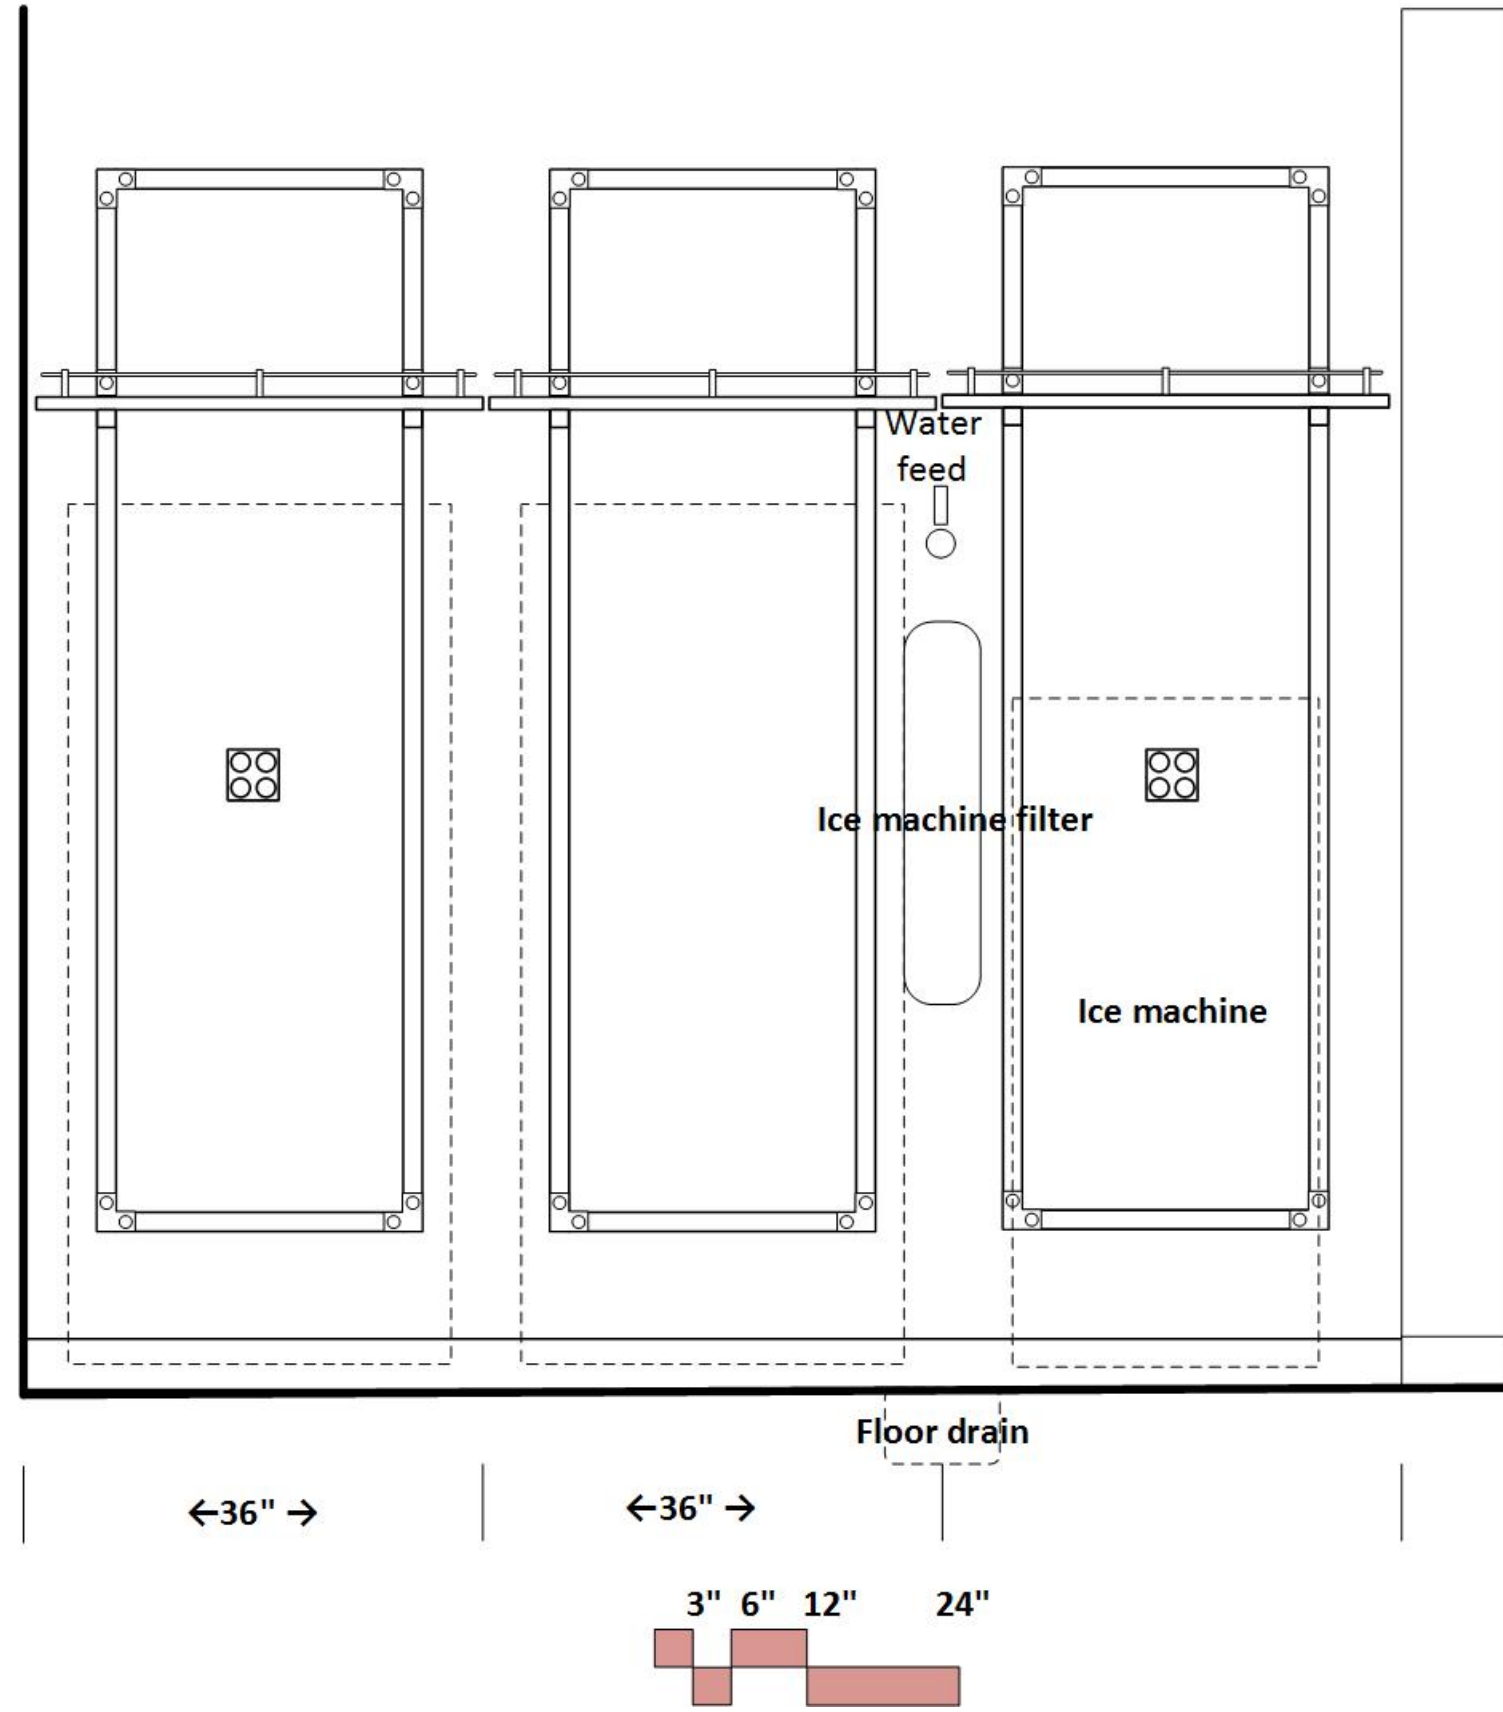 Water
feed
Ice machine filter
Ice machine
Floor drain
←36" →
←36" →
3" 6" 12" 24"